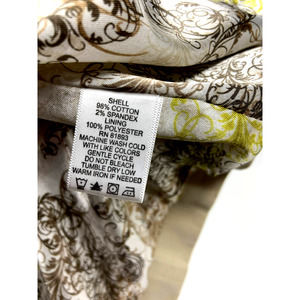 SHELL
98% COTTON
2% SPANDEX
LINING
100% POLYESTER
RN 81893
MACHINE WASH COLD
WITH LIKE COLORS
GENTLE CYCLE
DO NOT BLEACH
TUMBLE DRY LOW
WARM IRON IF NEEDED